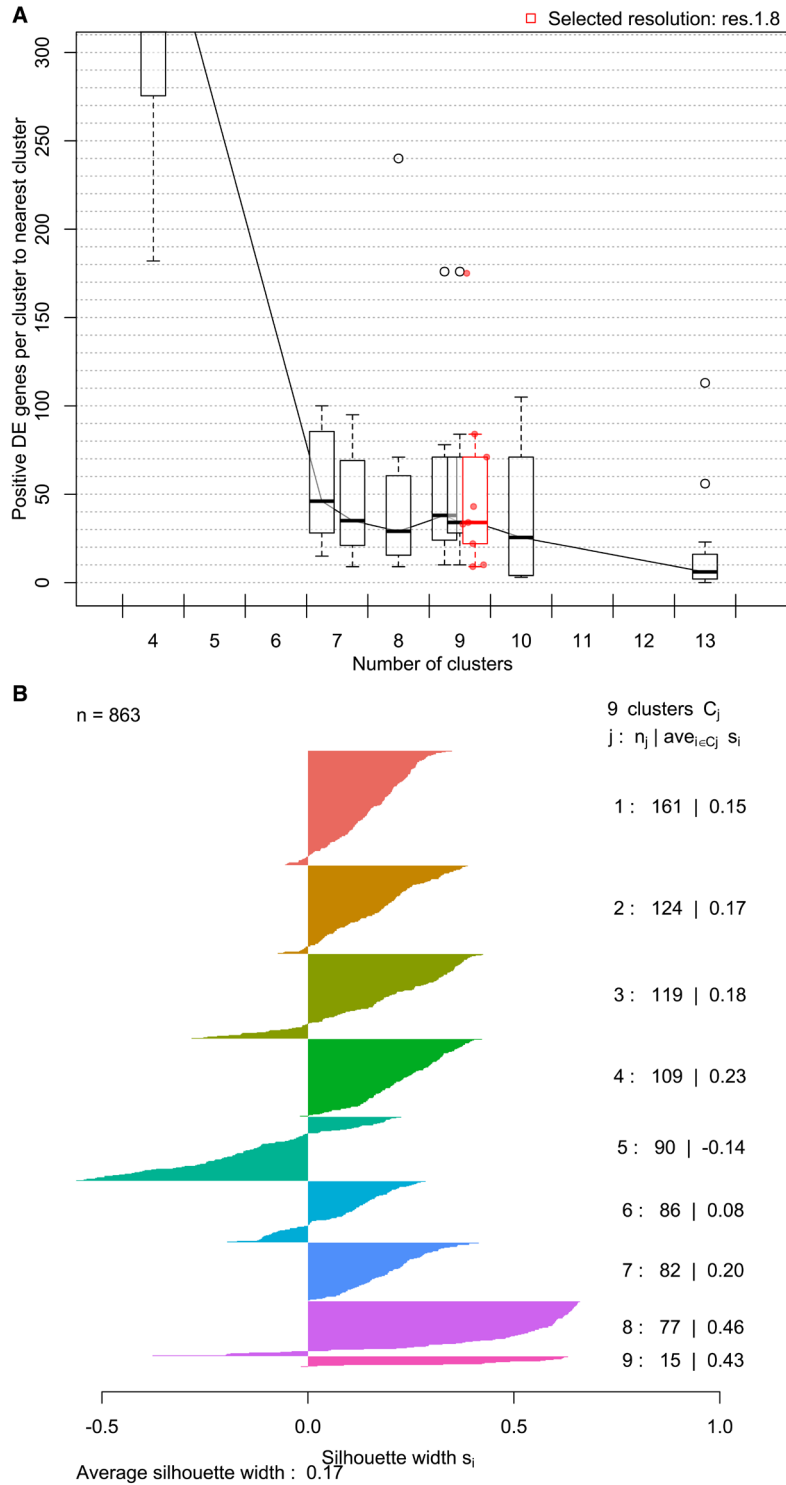 A
Selected resolution: res.1.8
Positive DE genes per cluster to nearest cluster
300
250
200
150
100
50
0
4 5 6 7 8 9 10 11 12 13
Number of clusters
B
n = 863
9 clusters Cj
j : nj | avei∈Cj si
1 : 161 | 0.15
2 : 124 | 0.17
3 : 119 | 0.18
4 : 109 | 0.23
5 : 90 | -0.14
6 : 86 | 0.08
7 : 82 | 0.20
8 : 77 | 0.46
9 : 15 | 0.43
-0.5 0.0 0.5 1.0
Silhouette width si
Average silhouette width : 0.17